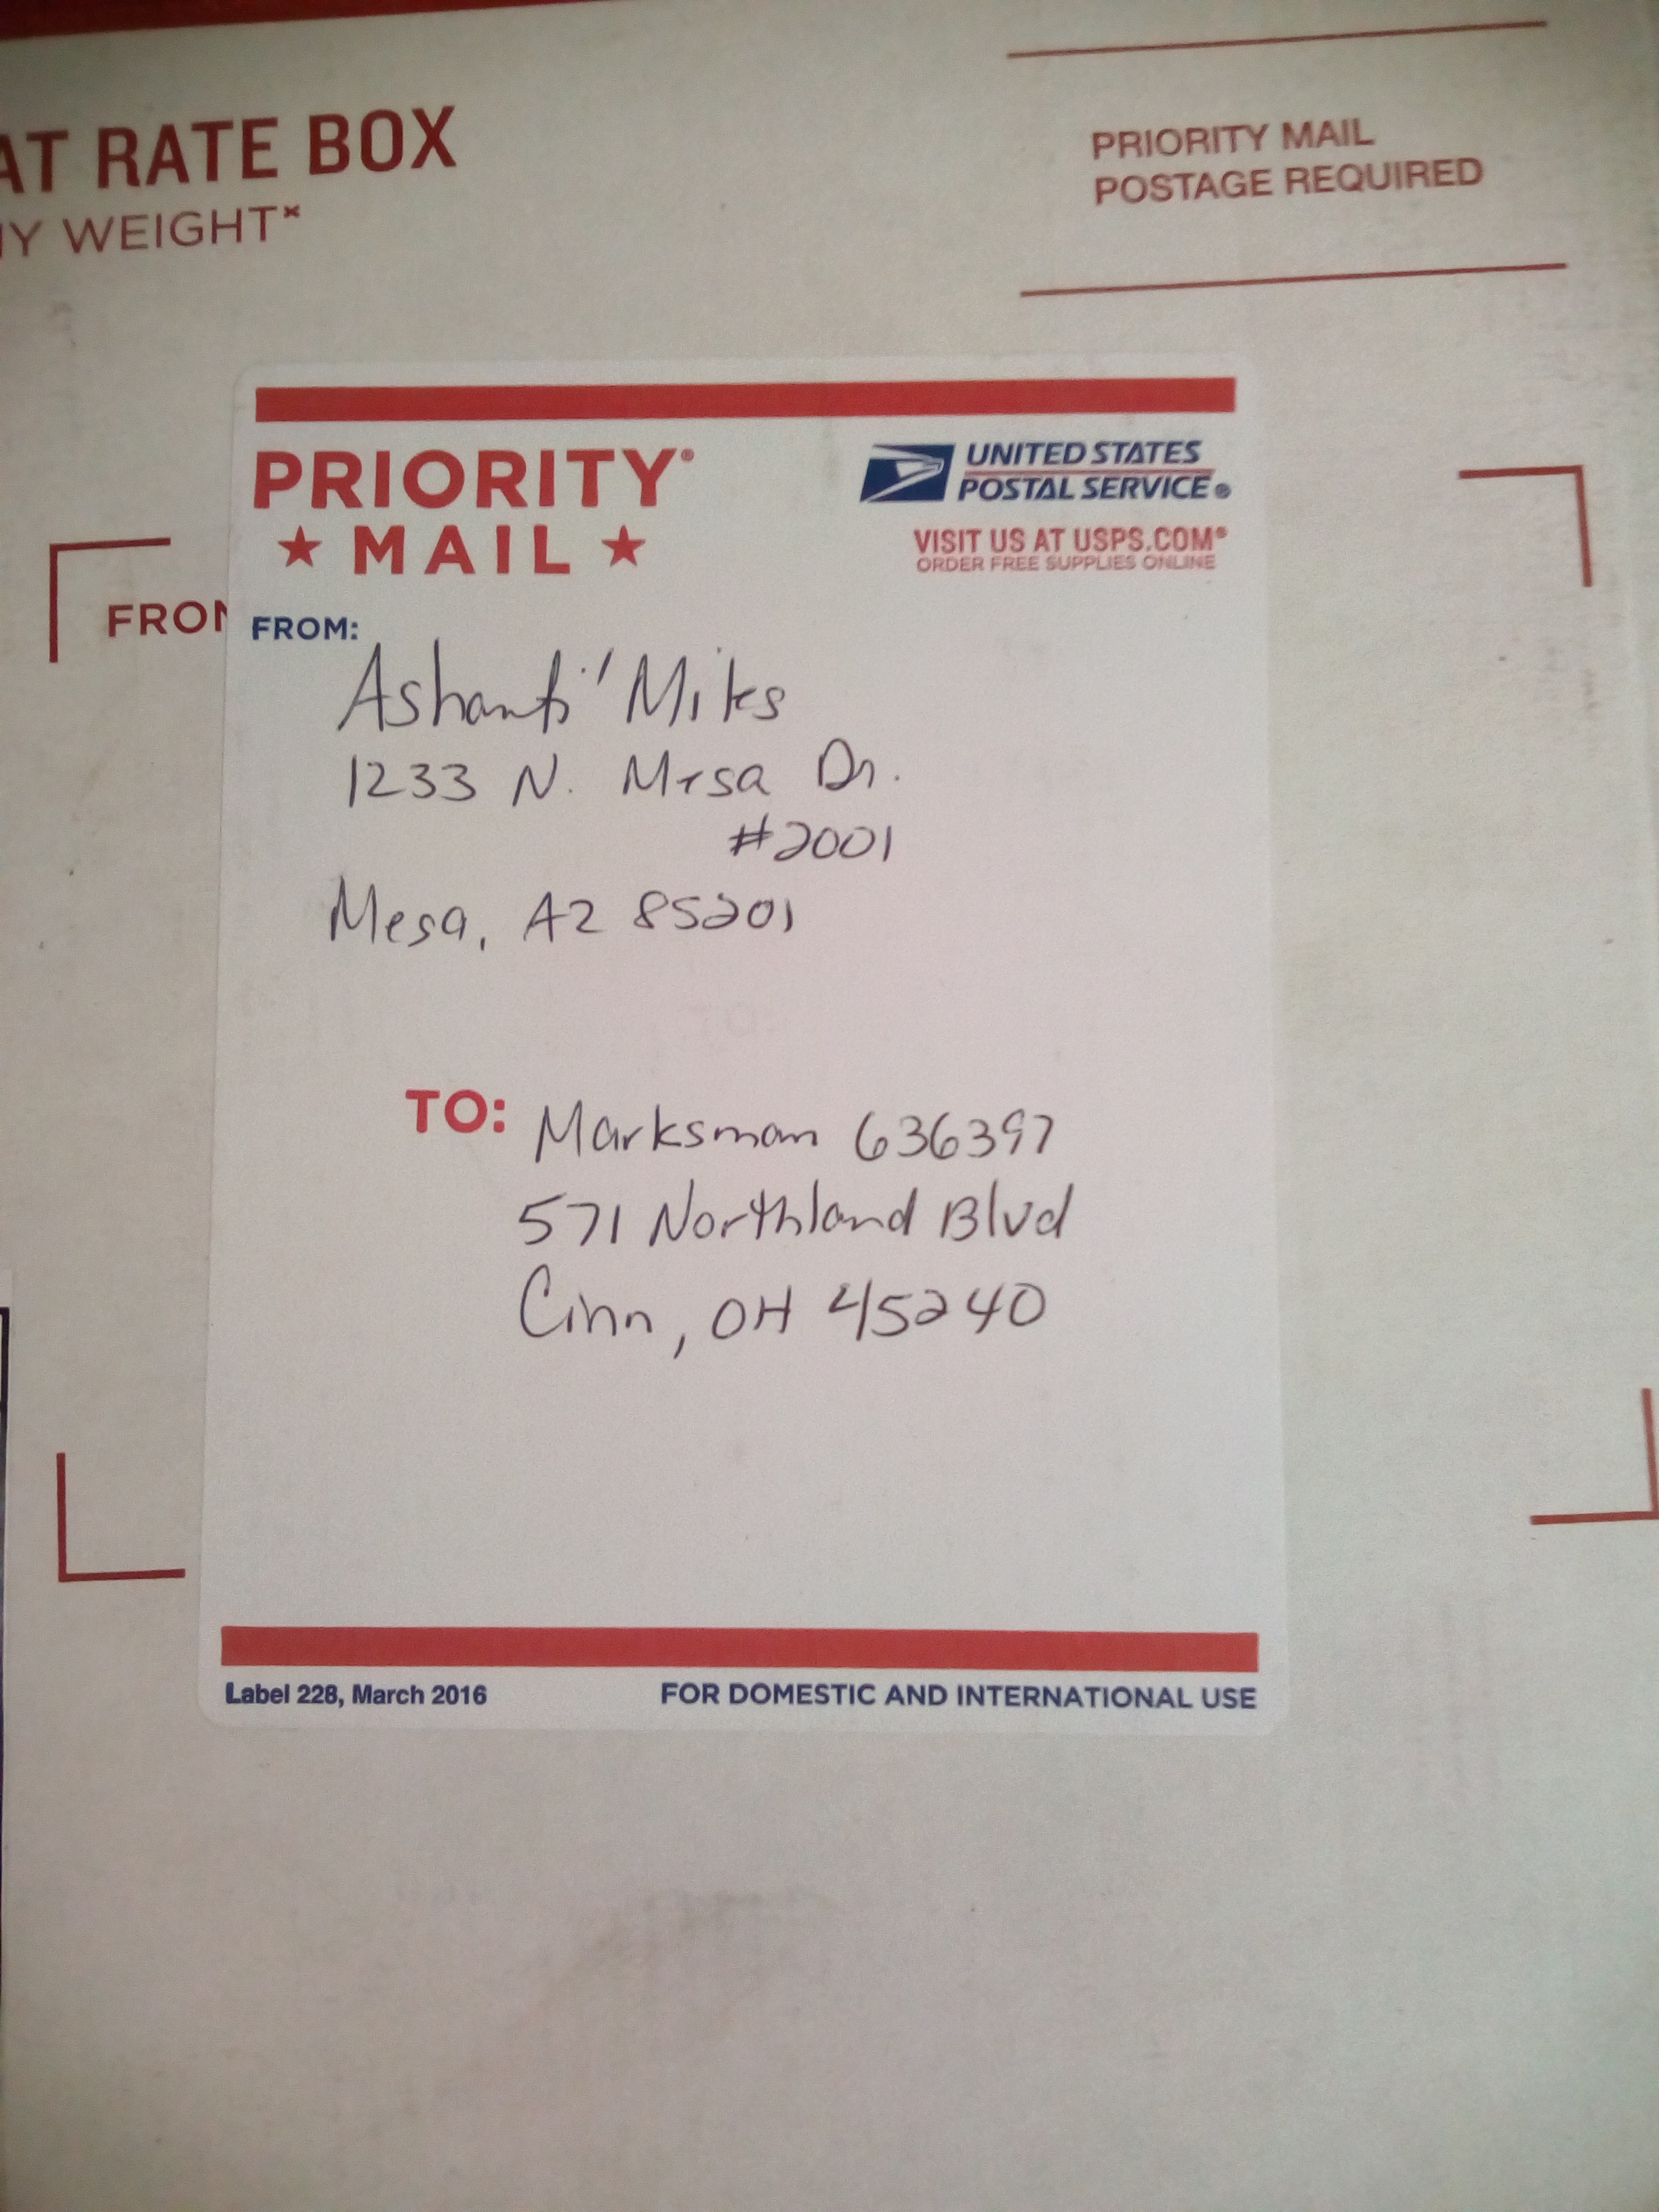 AT RATE BOX
Y WEIGHT*
PRIORITY MAIL
POSTAGE REQUIRED
PRIORITY®
★ MAIL ★
UNITED STATES
POSTAL SERVICE®
VISIT US AT USPS.COM®
ORDER FREE SUPPLIES ONLINE
FROM
FROM:
Ashanti' Miles
1233 N. Mesa Dr.
#2001
Mesa, AZ 85201
TO: Marksman 636397
571 Northland Blvd
Cinn, OH 45240
Label 228, March 2016
FOR DOMESTIC AND INTERNATIONAL USE